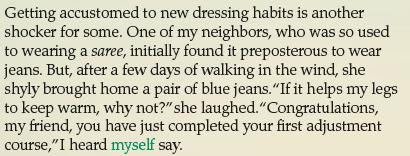 Getting accustomed to new dressing habits is another
shocker for some. One of my neighbors, who was so used
to wearing a saree, initially found it preposterous to wear
jeans. But, after a few days of walking in the wind, she
shyly brought home a pair of blue jeans.“If it helps my legs
to keep warm, why not?”she laughed.“Congratulations,
my friend, you have just completed your first adjustment
course,”I heard myself say.